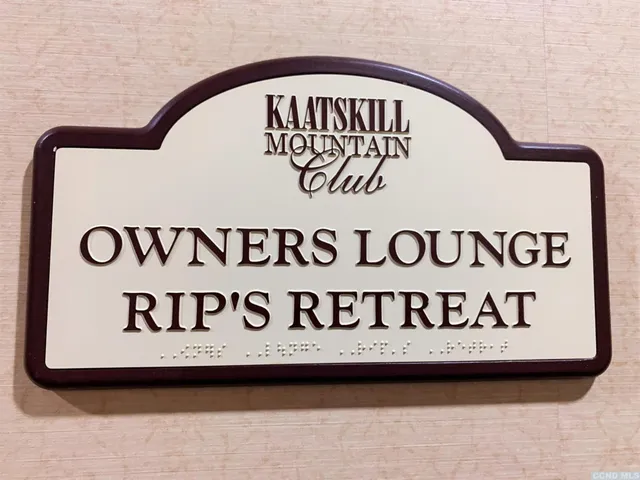 KAATSKILL
MOUNTAIN
Club
OWNERS LOUNGE
RIP'S RETREAT